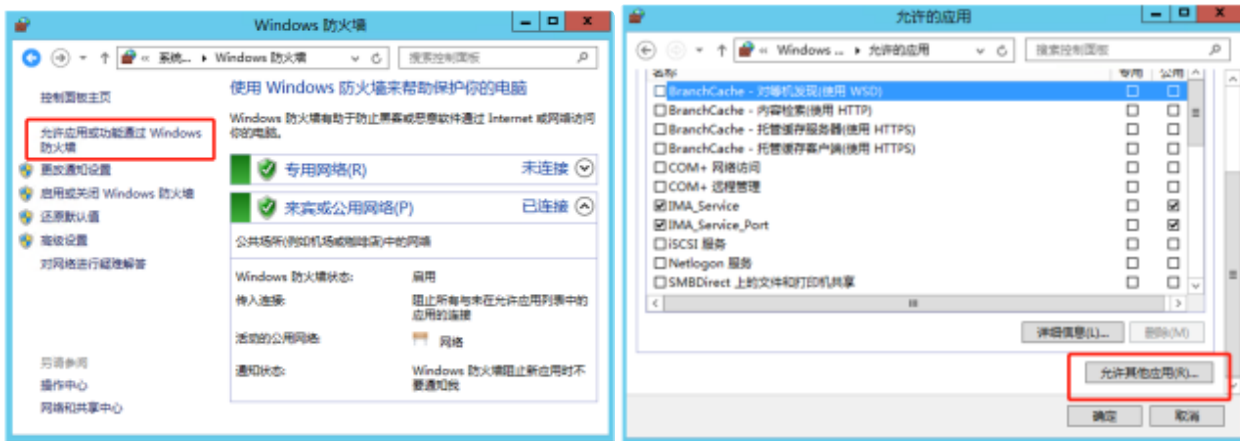 Windows 防火墙
系统... ▸ Windows 防火墙
搜索控制面板
控制面板主页
允许应用或功能通过 Windows
防火墙
更改通知设置
启用或关闭 Windows 防火墙
还原默认值
高级设置
对网络进行疑难解答
另请参阅
操作中心
网络和共享中心
使用 Windows 防火墙来帮助保护你的电脑
Windows 防火墙有助于防止黑客或恶意软件通过 Internet 或网络访问
你的电脑。
专用网络(R) 未连接
来宾或公用网络(P) 已连接
公共场所(例如机场或咖啡店)中的网络
Windows 防火墙状态: 启用
传入连接: 阻止所有与未在允许应用列表中的
应用的连接
活动的公用网络: 网络
通知状态: Windows 防火墙阻止新应用时不
要通知我
允许的应用
Windows ... ▸ 允许的应用
搜索控制面板
名称 专用 公用
BranchCache - 对等机发现(使用 WSD)
BranchCache - 内容检索(使用 HTTP)
BranchCache - 托管缓存服务器(使用 HTTPS)
BranchCache - 托管缓存客户端(使用 HTTPS)
COM+ 网络访问
COM+ 远程管理
IMA_Service
IMA_Service_Port
iSCSI 服务
Netlogon 服务
SMBDirect 上的文件和打印机共享
详细信息(L)... 删除(M)
允许其他应用(R)...
确定 取消